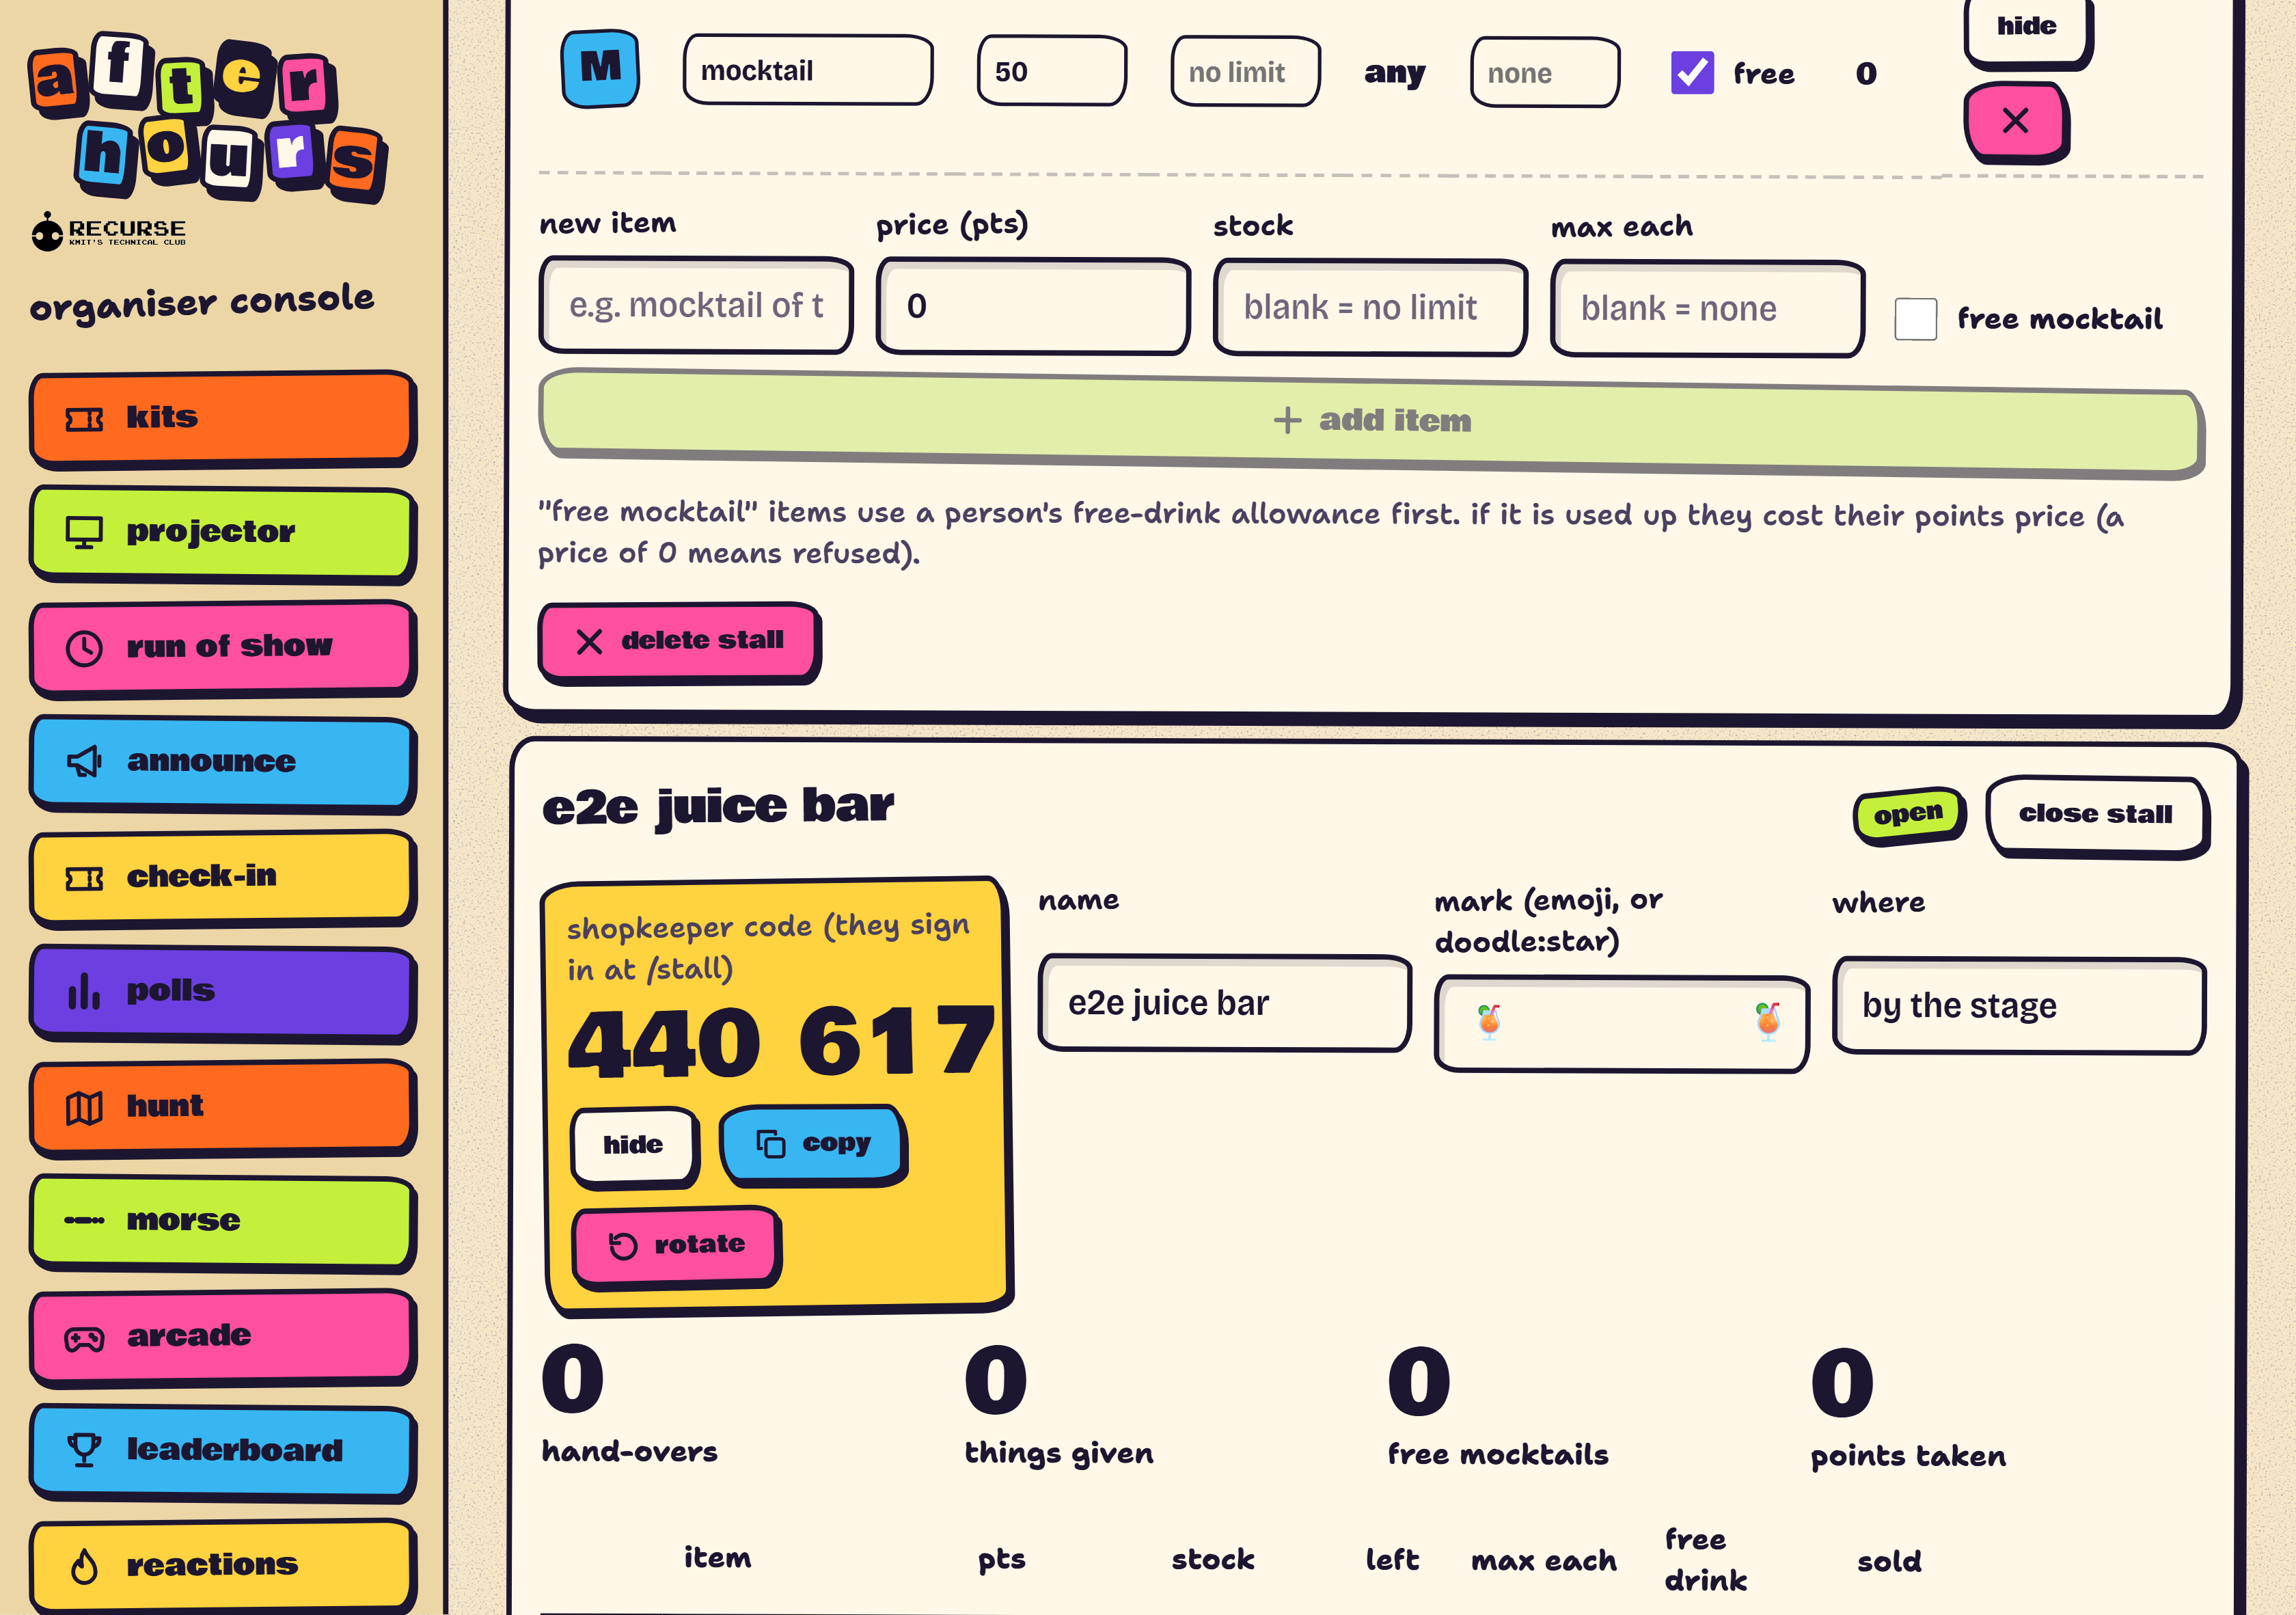 after
hours
RECURSE
KMIT'S TECHNICAL CLUB
organiser console
kits
projector
run of show
announce
check-in
polls
hunt
morse
arcade
leaderboard
reactions
M mocktail 50 no limit any none free 0 hide
new item price (pts) stock max each
e.g. mocktail of t 0 blank = no limit blank = none free mocktail
+ add item
"free mocktail" items use a person's free-drink allowance first. if it is used up they cost their points price (a
price of 0 means refused).
delete stall
e2e juice bar open close stall
shopkeeper code (they sign
in at /stall)
440 617
hide copy
rotate
name
e2e juice bar
mark (emoji, or
doodle:star)
🍹 🍹
where
by the stage
0 0 0 0
hand-overs things given free mocktails points taken
item pts stock left max each free
drink sold